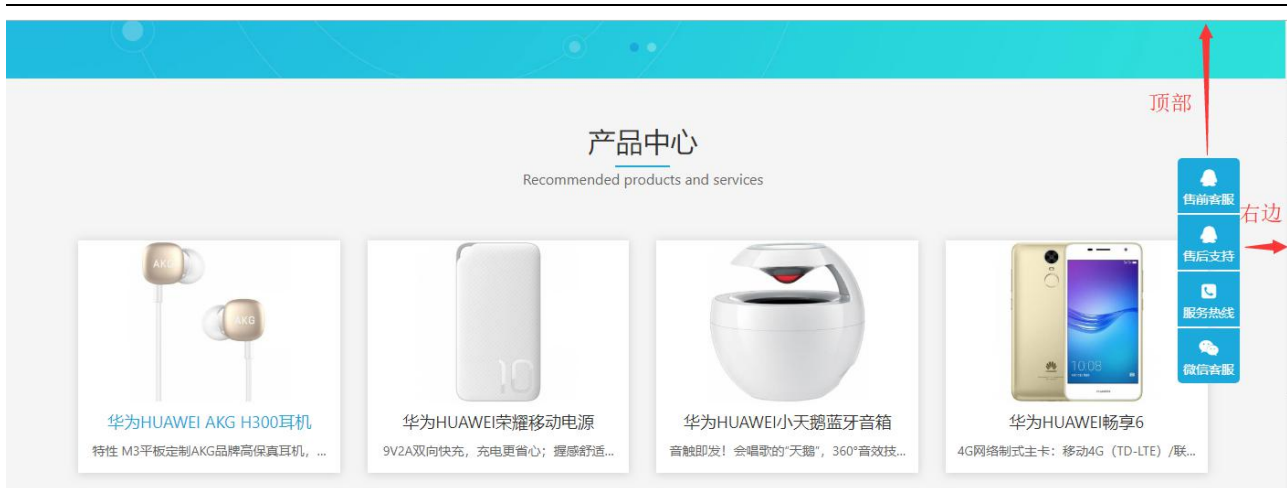 顶部
产品中心
Recommended products and services
售前客服
右边
售后支持
服务热线
微信客服
AKG
AKG
10
10:08
HUAWEI
华为HUAWEI AKG H300耳机
华为HUAWEI荣耀移动电源
华为HUAWEI小天鹅蓝牙音箱
华为HUAWEI畅享6
特性 M3平板定制AKG品牌高保真耳机，...
9V2A双向快充，充电更省心；握感舒适...
音触即发！会唱歌的“天鹅”，360°音效技...
4G网络制式主卡：移动4G（TD-LTE）/联...